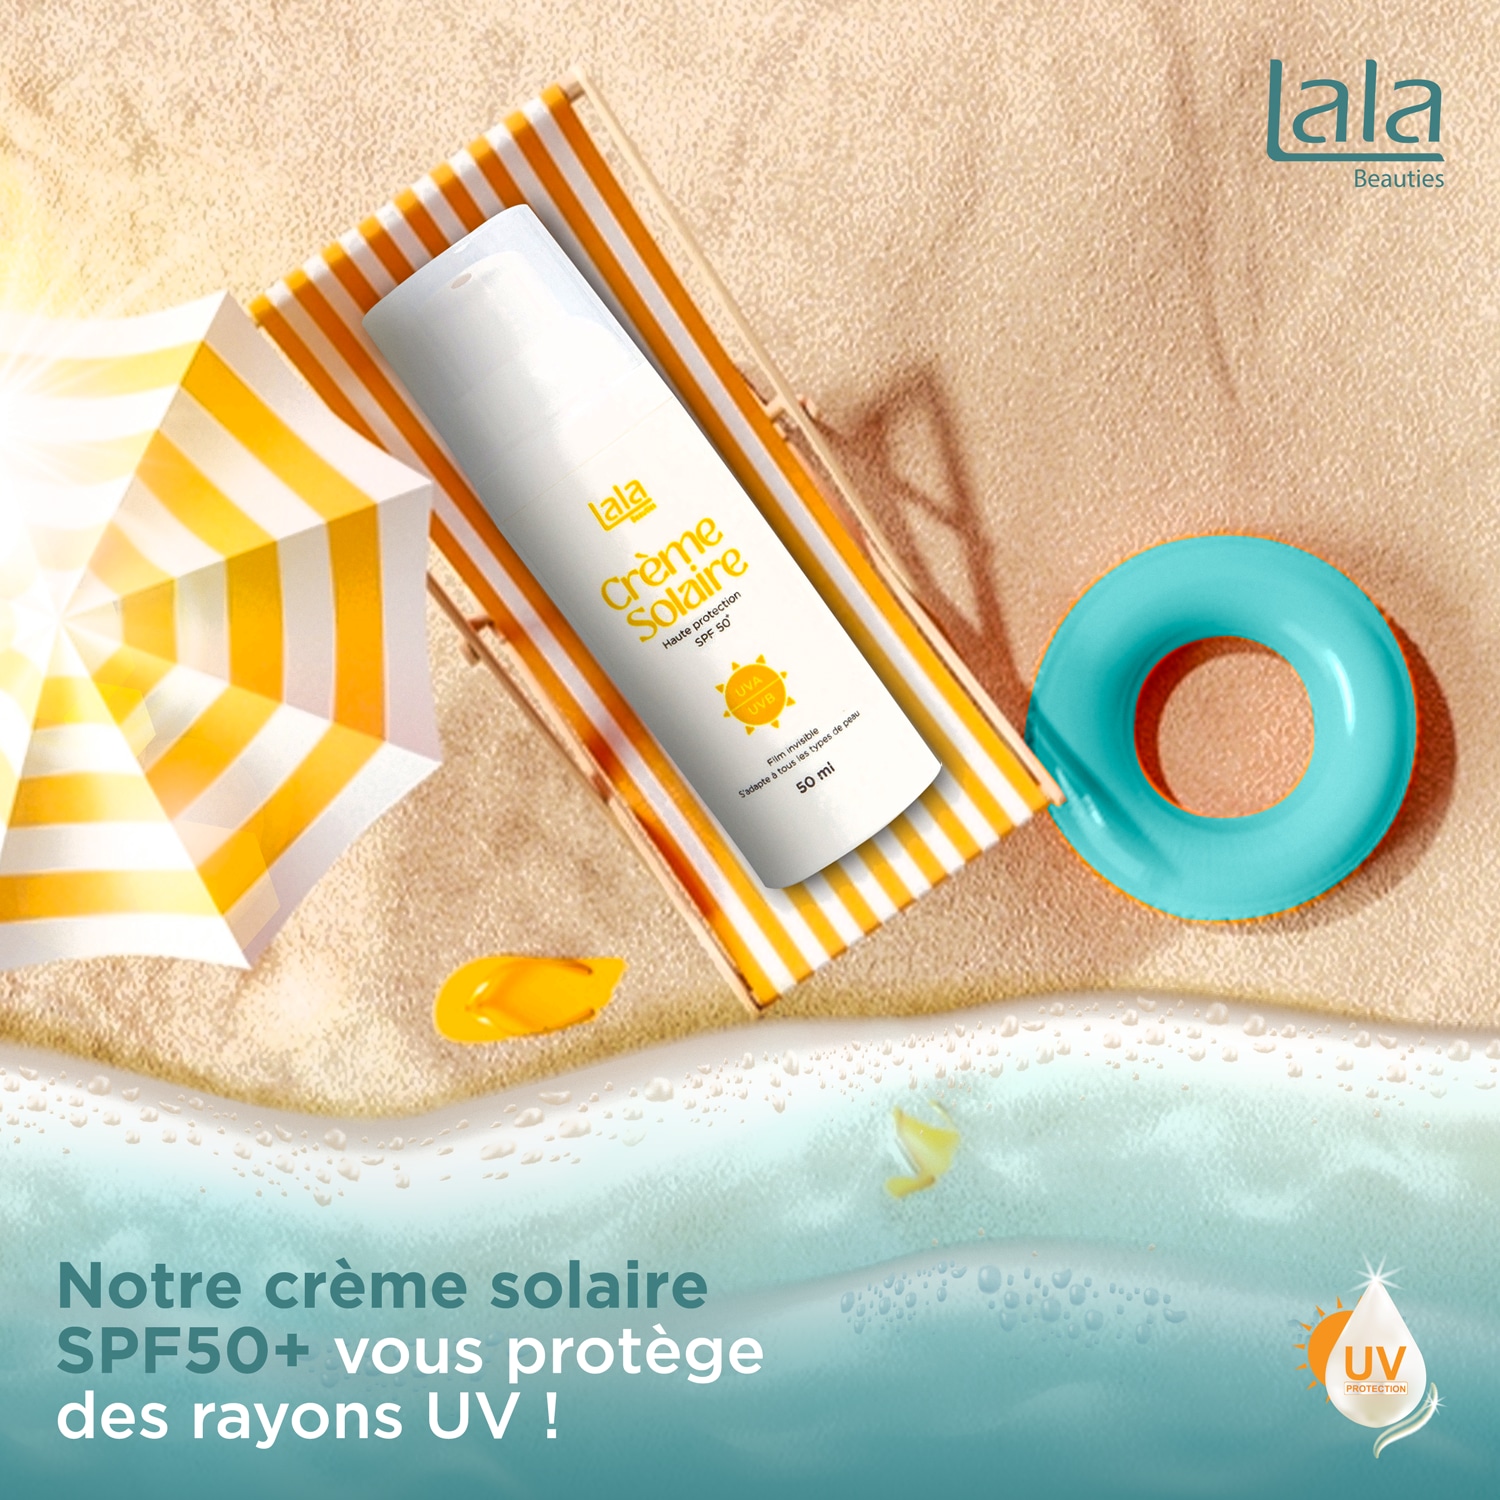 Lala
Beauties
Lala
Beauties
Crème
solaire
Haute protection
SPF 50+
UVA
UVB
Film invisible
S'adapte à tous les types de peau
50 ml
Notre crème solaire
SPF50+ vous protège
des rayons UV !
UV
PROTECTION